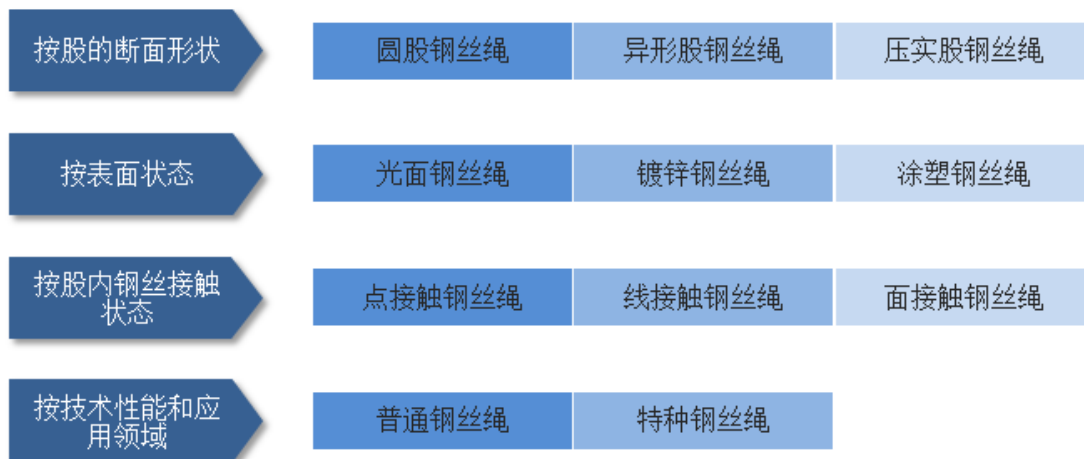 按股的断面形状
圆股钢丝绳 异形股钢丝绳 压实股钢丝绳
按表面状态
光面钢丝绳 镀锌钢丝绳 涂塑钢丝绳
按股内钢丝接触
状态
点接触钢丝绳 线接触钢丝绳 面接触钢丝绳
按技术性能和应
用领域
普通钢丝绳 特种钢丝绳